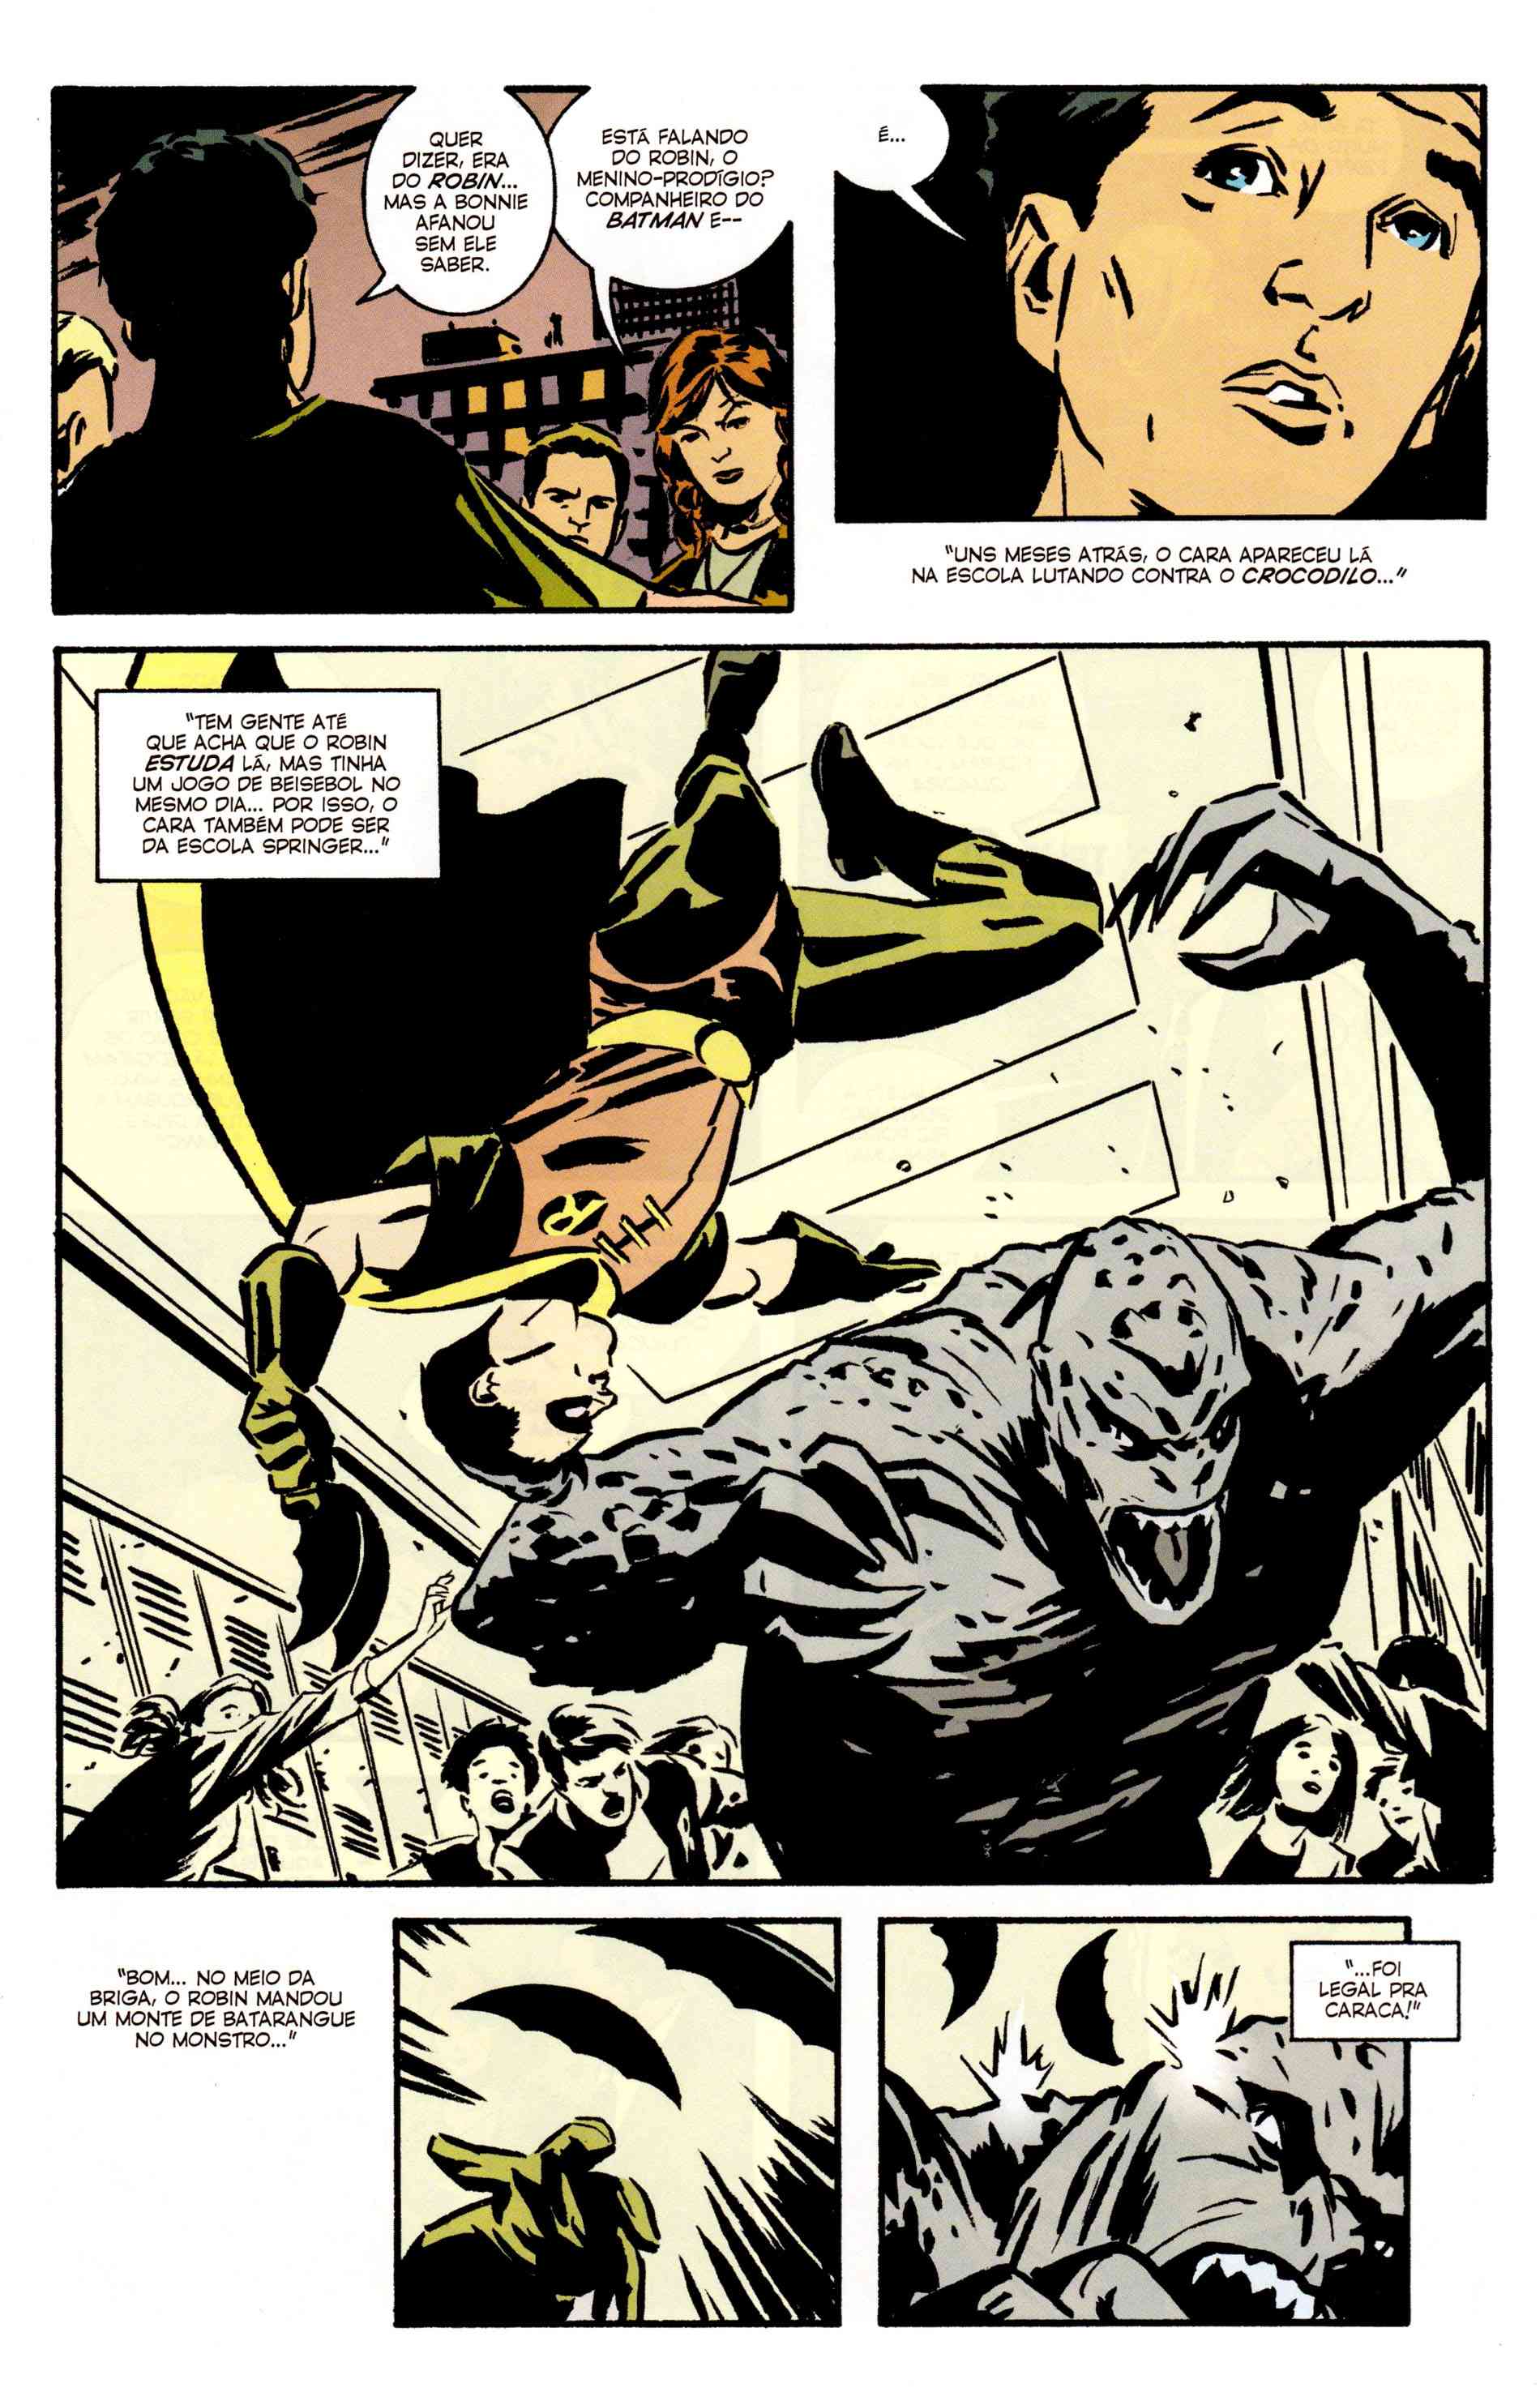 QUER
DIZER, ERA
DO ROBIN...
MAS A BONNIE
AFANOU
SEM ELE
SABER.
ESTÁ FALANDO
DO ROBIN, O
MENINO-PRODÍGIO?
COMPANHEIRO DO
BATMAN E--
É...
"UNS MESES ATRÁS, O CARA APARECEU LÁ
NA ESCOLA LUTANDO CONTRA O CROCODILO..."
"TEM GENTE ATÉ
QUE ACHA QUE O ROBIN
ESTUDA LÁ, MAS TINHA
UM JOGO DE BEISEBOL NO
MESMO DIA... POR ISSO, O
CARA TAMBÉM PODE SER
DA ESCOLA SPRINGER..."
"BOM... NO MEIO DA
BRIGA, O ROBIN MANDOU
UM MONTE DE BATARANGUE
NO MONSTRO..."
"...FOI
LEGAL PRA
CARACA!"